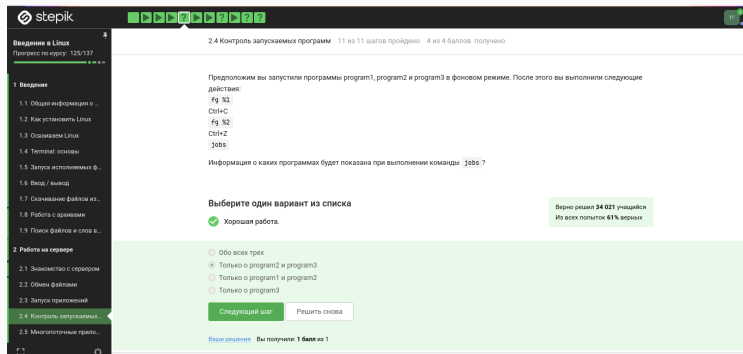 stepik
Введение в Linux
Прогресс по курсу: 125/137
2.4 Контроль запускаемых программ 11 из 11 шагов пройдено 4 из 4 баллов получено
1 Введение
1.1 Общая информация о ...
1.2 Как установить Linux
1.3 Осваиваем Linux
1.4 Terminal: основы
1.5 Запуск исполняемых ф...
1.6 Ввод / вывод
1.7 Скачивание файлов из...
1.8 Работа с архивами
1.9 Поиск файлов и слов в...
2 Работа на сервере
2.1 Знакомство с сервером
2.2 Обмен файлами
2.3 Запуск приложений
2.4 Контроль запускаемых...
2.5 Многопоточные прило...
Предположим вы запустили программы program1, program2 и program3 в фоновом режиме. После этого вы выполнили следующие
действия:
fg %1
Ctrl+C
fg %2
Ctrl+Z
jobs
Информация о каких программах будет показана при выполнении команды jobs ?
Выберите один вариант из списка
Хорошая работа.
Верно решил 34 021 учащийся
Из всех попыток 61% верных
Обо всех трех
Только о program2 и program3
Только о program1 и program2
Только о program3
Следующий шаг Решить снова
Ваши решения Вы получили: 1 балл из 1